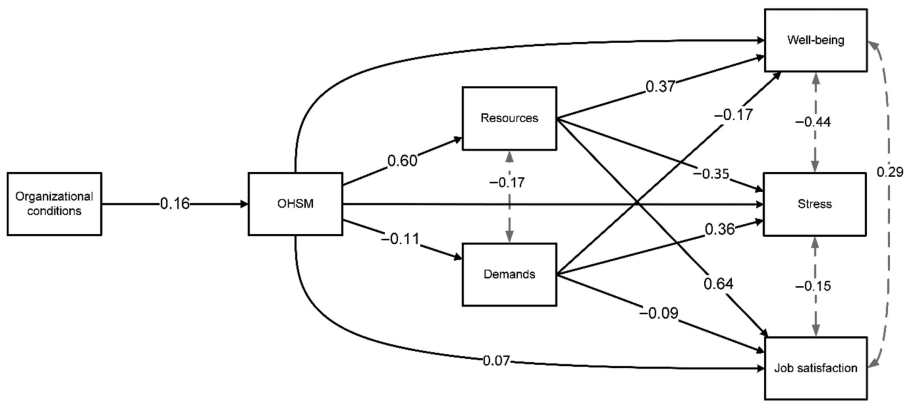 Well-being
0.37
−0.17
Resources
−0.44
0.60
−0.35
0.29
−0.17
Organizational
conditions
0.16
OHSM
Stress
0.36
−0.11
Demands
0.64
−0.15
−0.09
0.07
Job satisfaction